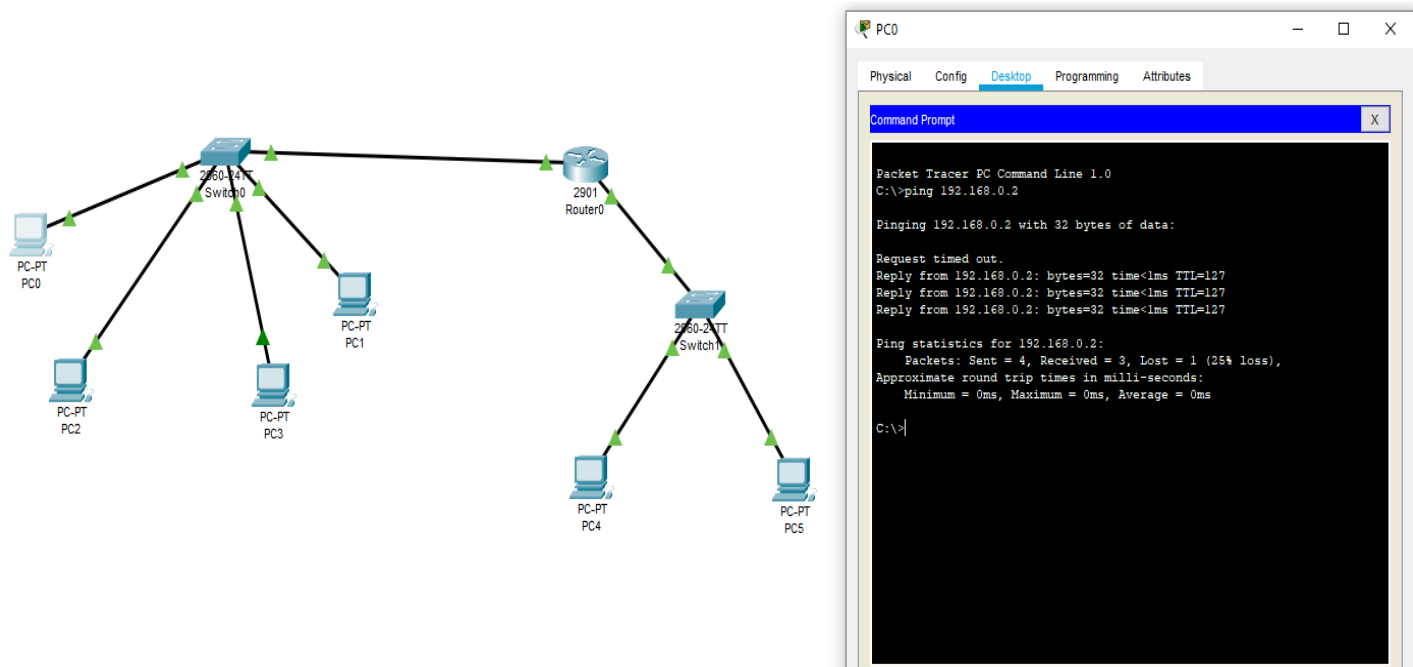 2960-24TT
Switch0
PC-PT
PC0
PC-PT
PC2
PC-PT
PC3
PC-PT
PC1
2901
Router0
2960-24TT
Switch1
PC-PT
PC4
PC-PT
PC5
PC0
Physical Config Desktop Programming Attributes
Command Prompt
X
Packet Tracer PC Command Line 1.0
C:\>ping 192.168.0.2
Pinging 192.168.0.2 with 32 bytes of data:
Request timed out.
Reply from 192.168.0.2: bytes=32 time<1ms TTL=127
Reply from 192.168.0.2: bytes=32 time<1ms TTL=127
Reply from 192.168.0.2: bytes=32 time<1ms TTL=127
Ping statistics for 192.168.0.2:
Packets: Sent = 4, Received = 3, Lost = 1 (25% loss),
Approximate round trip times in milli-seconds:
Minimum = 0ms, Maximum = 0ms, Average = 0ms
C:\>